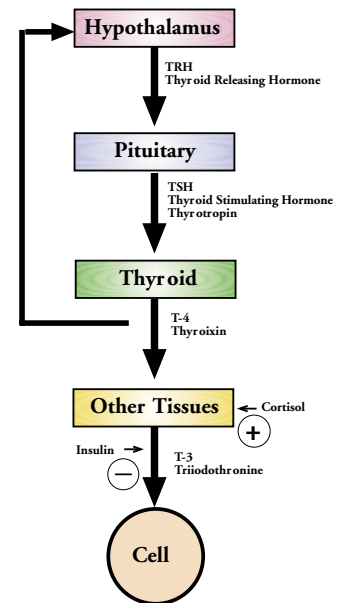 Hypothalamus
TRH
Thyroid Releasing Hormone
Pituitary
TSH
Thyroid Stimulating Hormone
Thyrotropin
Thyroid
T-4
Thyroixin
Other Tissues
Cortisol
+
Insulin
−
T-3
Triiodothronine
Cell